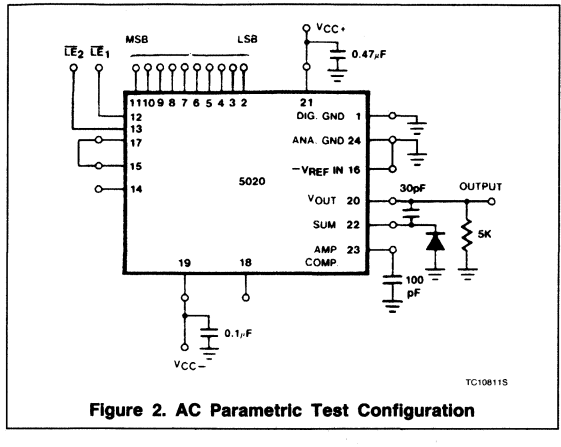 VCC+
MSB LSB
LE2 LE1
0.47μF
11 10 9 8 7 6 5 4 3 2
21
12
13
17
15
14
DIG. GND 1
ANA. GND 24
−VREF IN 16
5020
30pF
OUTPUT
VOUT 20
SUM 22
5K
AMP 23
COMP.
19
18
100
pF
0.1μF
VCC−
TC10811S
Figure 2. AC Parametric Test Configuration